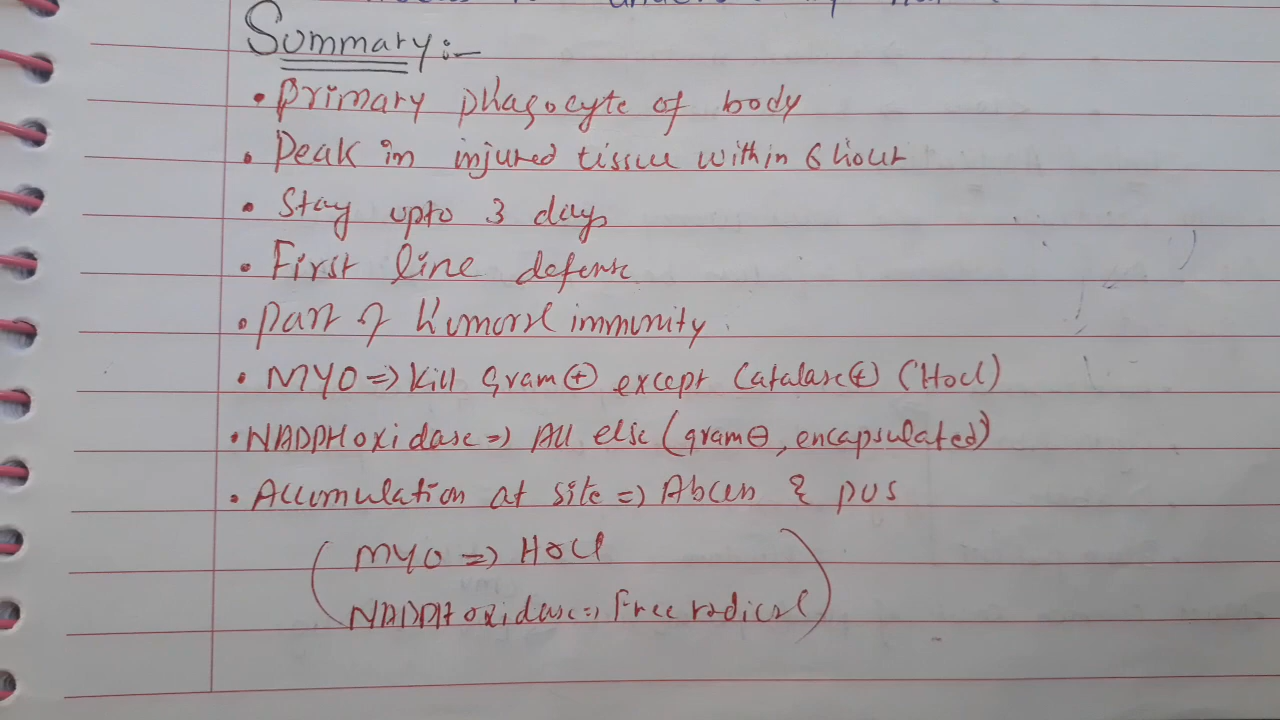 Summary:-
• Primary phagocyte of body
• Peak in injured tissue within 6 hour
• Stay upto 3 days
• First line defense
• Part of Humoral immunity.
• MYO => Kill gram ⊕ except Catalase ⊕ (HOCl)
• NADPH oxidase => All else (gram ⊖, encapsulated)
• Accumulation at site => Abcess & pus
(MYO => HOCl
NADPH oxidase => Free radical)